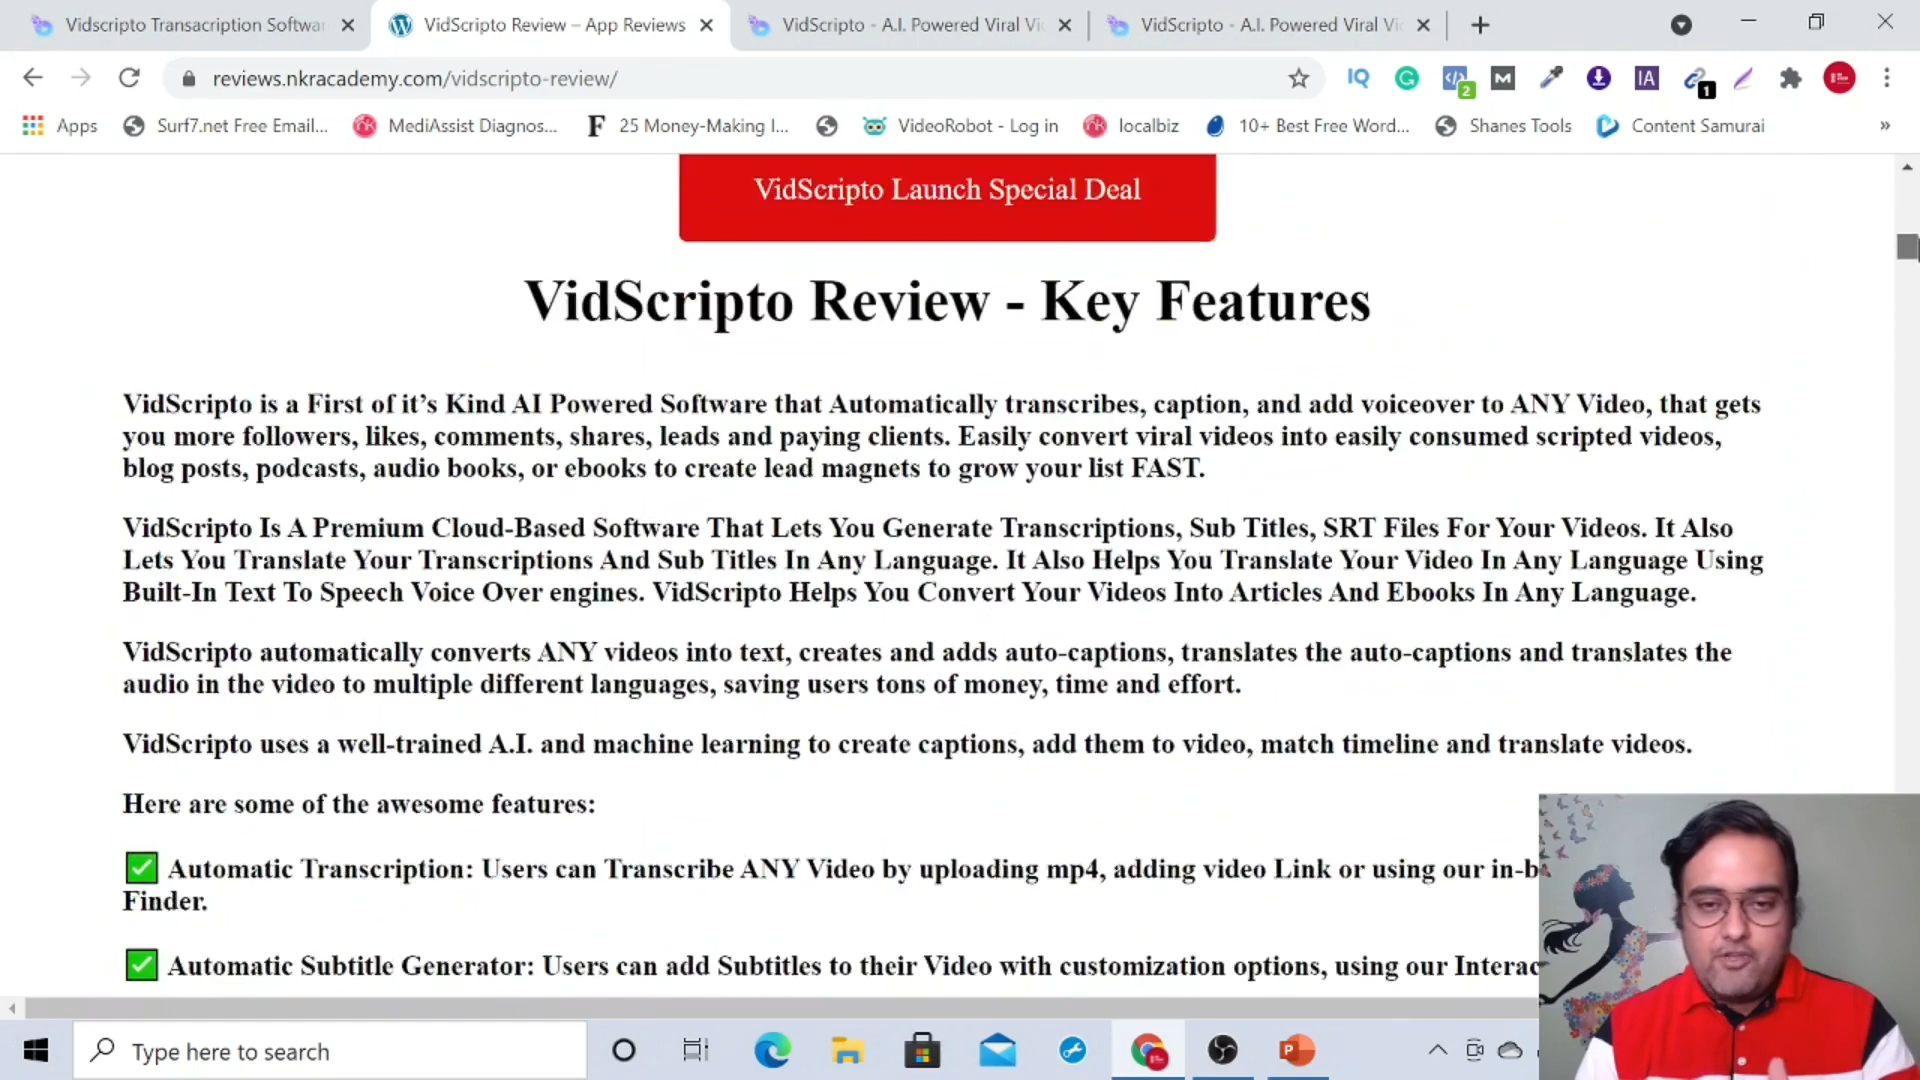 Vidscripto Transacription Softwar
VidScripto Review – App Reviews
VidScripto - A.I. Powered Viral Vi
VidScripto - A.I. Powered Viral Vi
reviews.nkracademy.com/vidscripto-review/
IQ
2
M
IA
1
Apps
Surf7.net Free Email...
MediAssist Diagnos...
F 25 Money-Making I...
VideoRobot - Log in
localbiz
10+ Best Free Word...
Shanes Tools
Content Samurai
»
VidScripto Launch Special Deal
VidScripto Review - Key Features
VidScripto is a First of it’s Kind AI Powered Software that Automatically transcribes, caption, and add voiceover to ANY Video, that gets
you more followers, likes, comments, shares, leads and paying clients. Easily convert viral videos into easily consumed scripted videos,
blog posts, podcasts, audio books, or ebooks to create lead magnets to grow your list FAST.
VidScripto Is A Premium Cloud-Based Software That Lets You Generate Transcriptions, Sub Titles, SRT Files For Your Videos. It Also
Lets You Translate Your Transcriptions And Sub Titles In Any Language. It Also Helps You Translate Your Video In Any Language Using
Built-In Text To Speech Voice Over engines. VidScripto Helps You Convert Your Videos Into Articles And Ebooks In Any Language.
VidScripto automatically converts ANY videos into text, creates and adds auto-captions, translates the auto-captions and translates the
audio in the video to multiple different languages, saving users tons of money, time and effort.
VidScripto uses a well-trained A.I. and machine learning to create captions, add them to video, match timeline and translate videos.
Here are some of the awesome features:
Automatic Transcription: Users can Transcribe ANY Video by uploading mp4, adding video Link or using our in-b
Finder.
Automatic Subtitle Generator: Users can add Subtitles to their Video with customization options, using our Interac
Type here to search